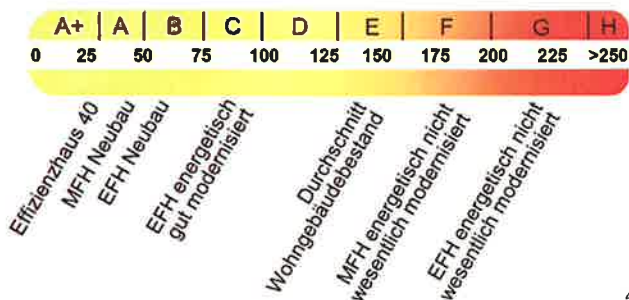 A+ A B C D E F G H
0 25 50 75 100 125 150 175 200 225 >250
Effizienzhaus 40
MFH Neubau
EFH Neubau
EFH energetisch
gut modernisiert
Durchschnitt
Wohngebäudebestand
MFH energetisch nicht
wesentlich modernisiert
EFH energetisch nicht
wesentlich modernisiert